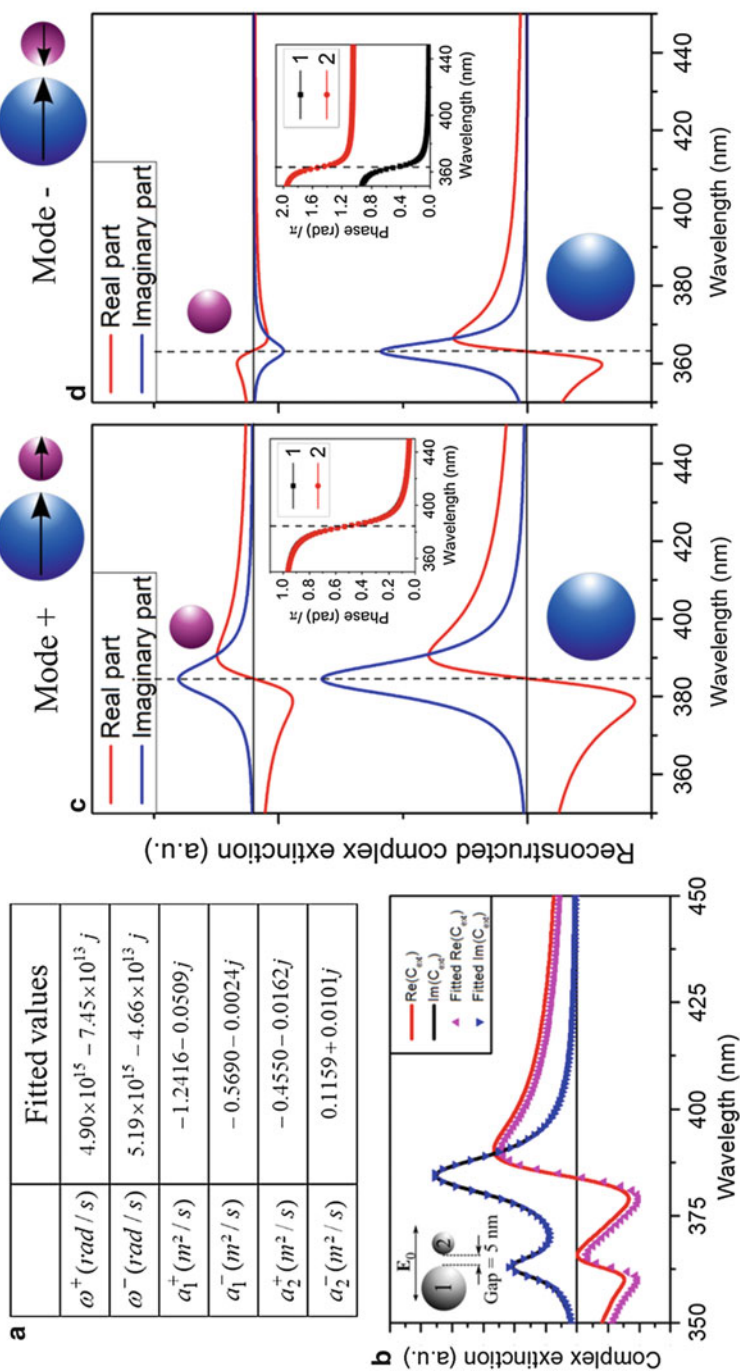 a
Fitted values
ω⁺ (rad / s) 4.90×10¹⁵ − 7.45×10¹³ j
ω⁻ (rad / s) 5.19×10¹⁵ − 4.66×10¹³ j
a₁⁺ (m² / s) −1.2416 − 0.0509 j
a₁⁻ (m² / s) −0.5690 − 0.0024 j
a₂⁺ (m² / s) −0.4550 − 0.0162 j
a₂⁻ (m² / s) 0.1159 + 0.0101 j
b
Complex extinction (a.u.)
E₀
1
2
Gap = 5 nm
Re(C_ext)
Im(C_ext)
Fitted Re(C_ext)
Fitted Im(C_ext)
350 375 400 425 450
Wavelegth (nm)
c
Mode +
Real part
Imaginary part
Reconstructed complex extinction (a.u.)
1
2
Phase (rad) /π
1.0
0.8
0.6
0.4
0.2
0.0
360 400 440
Wavelength (nm)
360 380 400 420 440
Wavelength (nm)
d
Mode -
Real part
Imaginary part
1
2
Phase (rad) /π
2.0
1.6
1.2
0.8
0.4
0.0
360 400 440
Wavelength (nm)
360 380 400 420 440
Wavelength (nm)